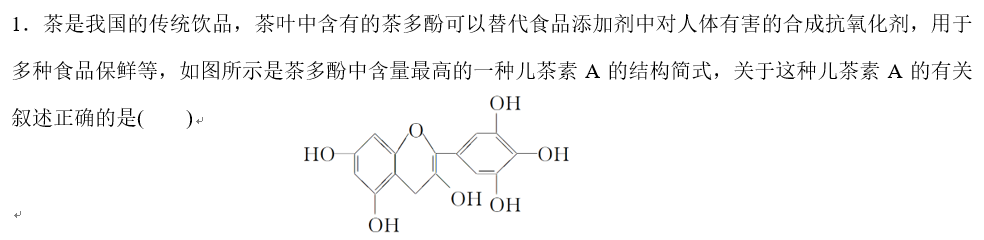 1．茶是我国的传统饮品，茶叶中含有的茶多酚可以替代食品添加剂中对人体有害的合成抗氧化剂，用于
多种食品保鲜等，如图所示是茶多酚中含量最高的一种儿茶素 A 的结构简式，关于这种儿茶素 A 的有关
叙述正确的是(　　)
OH
O
HO
OH
OH
OH
OH